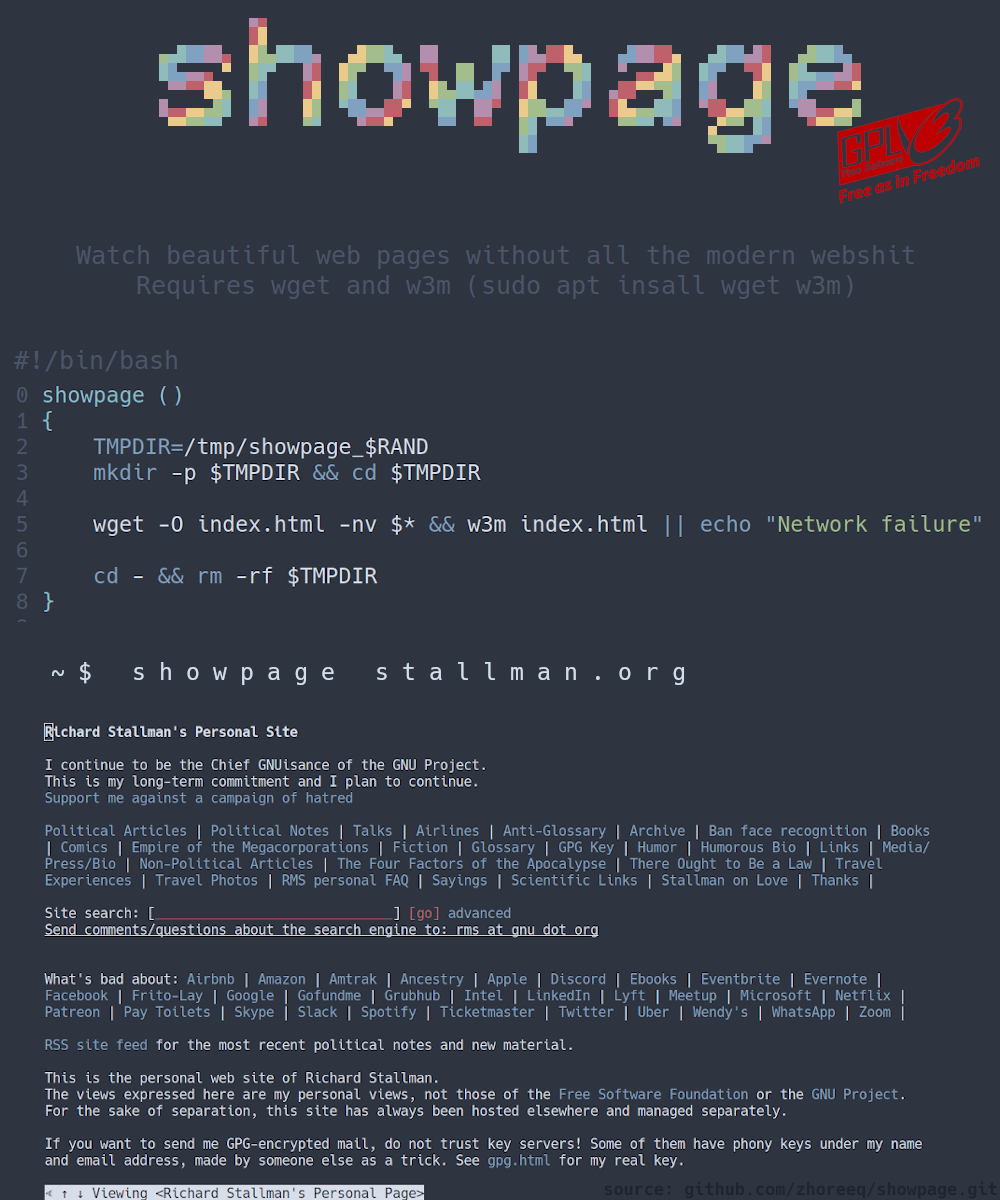 showpage
GPLv3
Free as in Freedom
Watch beautiful web pages without all the modern webshit
Requires wget and w3m (sudo apt insall wget w3m)
#!/bin/bash
0 showpage ()
1 {
2 TMPDIR=/tmp/showpage_$RAND
3 mkdir -p $TMPDIR && cd $TMPDIR
4
5 wget -O index.html -nv $* && w3m index.html || echo "Network failure"
6
7 cd - && rm -rf $TMPDIR
8 }
~$ showpage stallman.org
Richard Stallman's Personal Site
I continue to be the Chief GNUisance of the GNU Project.
This is my long-term commitment and I plan to continue.
Support me against a campaign of hatred
Political Articles | Political Notes | Talks | Airlines | Anti-Glossary | Archive | Ban face recognition | Books
| Comics | Empire of the Megacorporations | Fiction | Glossary | GPG Key | Humor | Humorous Bio | Links | Media/
Press/Bio | Non-Political Articles | The Four Factors of the Apocalypse | There Ought to Be a Law | Travel
Experiences | Travel Photos | RMS personal FAQ | Sayings | Scientific Links | Stallman on Love | Thanks |
Site search: [______________________________] [go] advanced
Send comments/questions about the search engine to: rms at gnu dot org
What's bad about: Airbnb | Amazon | Amtrak | Ancestry | Apple | Discord | Ebooks | Eventbrite | Evernote |
Facebook | Frito-Lay | Google | Gofundme | Grubhub | Intel | LinkedIn | Lyft | Meetup | Microsoft | Netflix |
Patreon | Pay Toilets | Skype | Slack | Spotify | Ticketmaster | Twitter | Uber | Wendy's | WhatsApp | Zoom |
RSS site feed for the most recent political notes and new material.
This is the personal web site of Richard Stallman.
The views expressed here are my personal views, not those of the Free Software Foundation or the GNU Project.
For the sake of separation, this site has always been hosted elsewhere and managed separately.
If you want to send me GPG-encrypted mail, do not trust key servers! Some of them have phony keys under my name
and email address, made by someone else as a trick. See gpg.html for my real key.
< ↑ ↓ Viewing <Richard Stallman's Personal Page>
source: github.com/zhoreeq/showpage.git